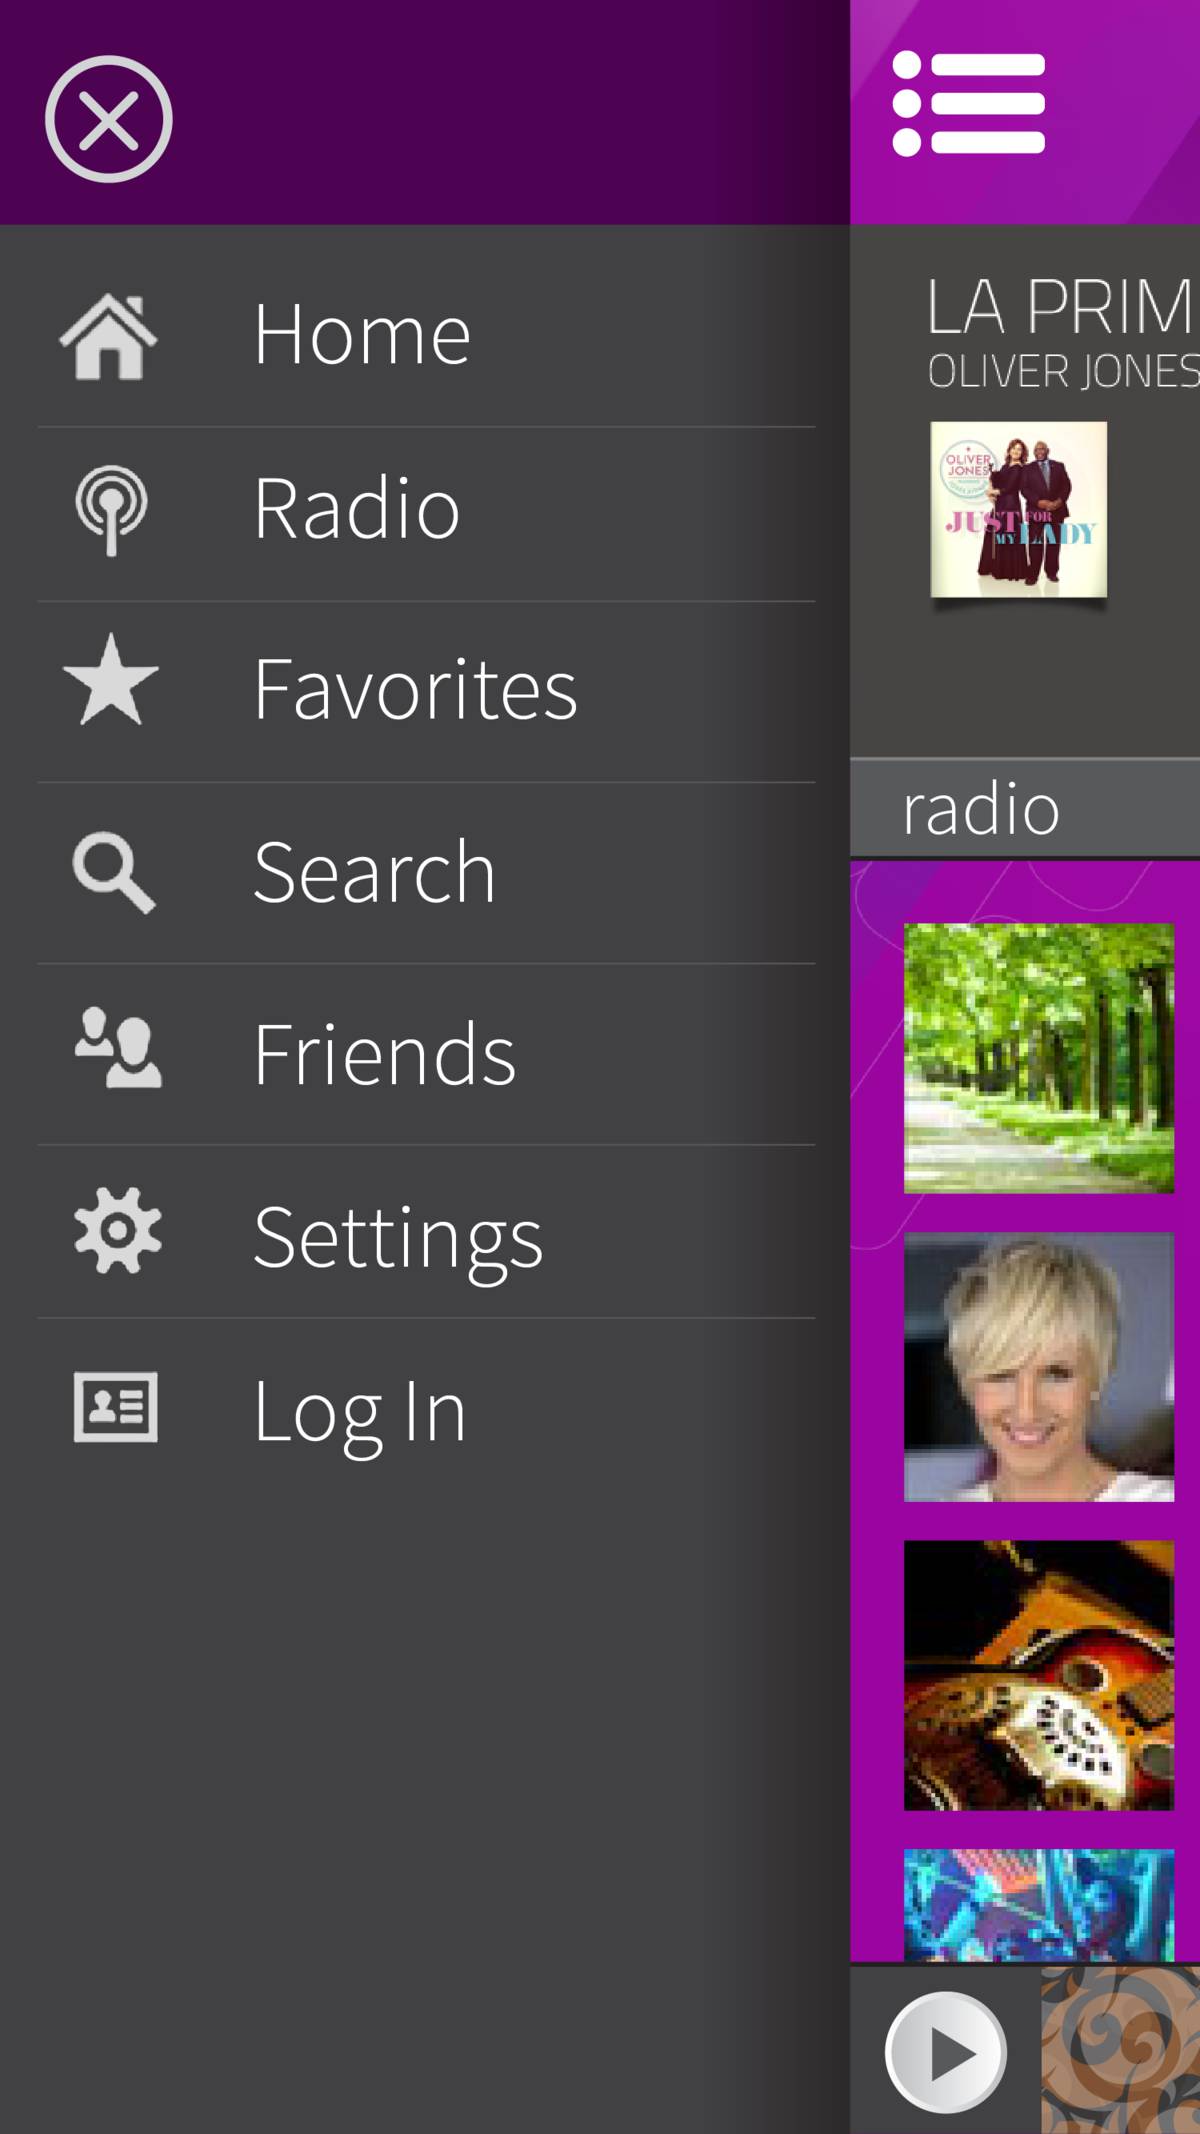 Home
Radio
Favorites
Search
Friends
Settings
Log In
LA PRIM
OLIVER JONES
OLIVER
JONES
JUST FOR
MY LADY
radio